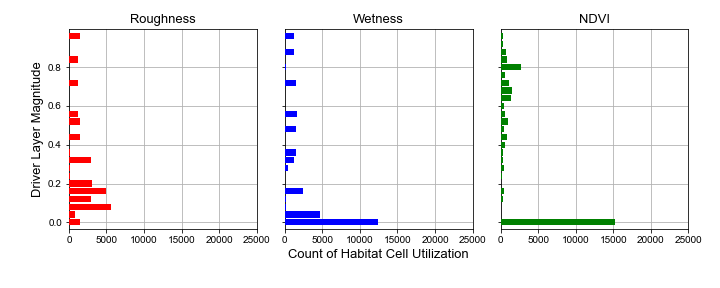 Roughness
Wetness
NDVI
Driver Layer Magnitude
0.8
0.6
0.4
0.2
0.0
0 5000 10000 15000 20000 25000
0 5000 10000 15000 20000 25000
0 5000 10000 15000 20000 25000
Count of Habitat Cell Utilization